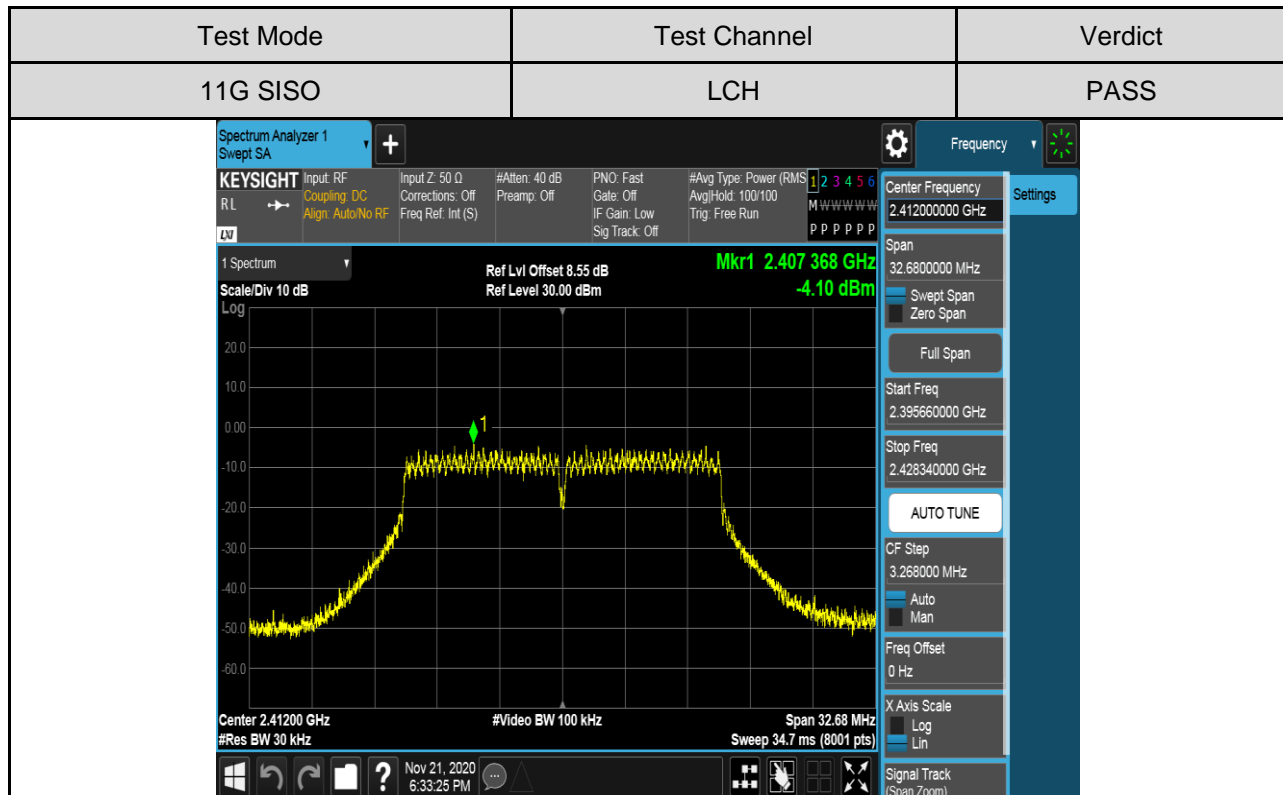 Test Mode Test Channel Verdict
11G SISO LCH PASS
Spectrum Analyzer 1
Swept SA
+
Frequency
KEYSIGHT Input: RF Input Z: 50 Ω #Atten: 40 dB PNO: Fast #Avg Type: Power (RMS 1 2 3 4 5 6
RL Coupling: DC Corrections: Off Preamp: Off Gate: Off Avg|Hold: 100/100 M W W W W W
Align: Auto/No RF Freq Ref: Int (S) IF Gain: Low Trig: Free Run
LXI Sig Track: Off P P P P P P
Center Frequency
2.412000000 GHz
Settings
1 Spectrum Ref Lvl Offset 8.55 dB Mkr1 2.407 368 GHz
Scale/Div 10 dB Ref Level 30.00 dBm -4.10 dBm
Log
20.0
10.0
0.00
-10.0
-20.0
-30.0
-40.0
-50.0
-60.0
1
Center 2.41200 GHz #Video BW 100 kHz Span 32.68 MHz
#Res BW 30 kHz Sweep 34.7 ms (8001 pts)
Span
32.6800000 MHz
Swept Span
Zero Span
Full Span
Start Freq
2.395660000 GHz
Stop Freq
2.428340000 GHz
AUTO TUNE
CF Step
3.268000 MHz
Auto
Man
Freq Offset
0 Hz
X Axis Scale
Log
Lin
Signal Track
(Span Zoom)
? Nov 21, 2020
6:33:25 PM